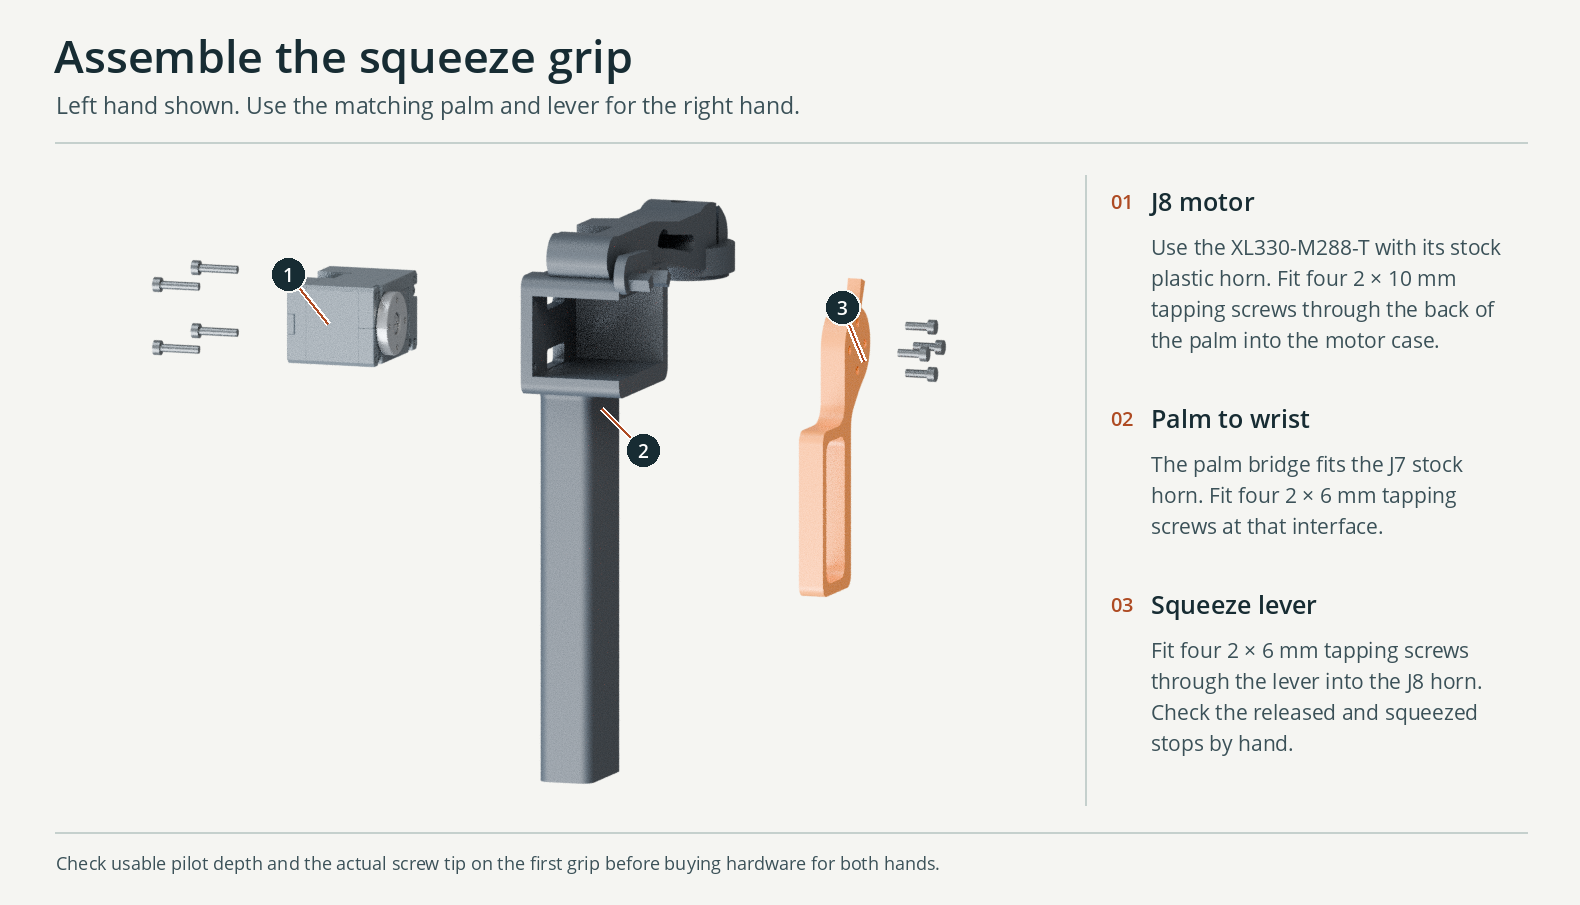 Assemble the squeeze grip
Left hand shown. Use the matching palm and lever for the right hand.
1
2
3
01 J8 motor
Use the XL330-M288-T with its stock
plastic horn. Fit four 2 × 10 mm
tapping screws through the back of
the palm into the motor case.
02 Palm to wrist
The palm bridge fits the J7 stock
horn. Fit four 2 × 6 mm tapping
screws at that interface.
03 Squeeze lever
Fit four 2 × 6 mm tapping screws
through the lever into the J8 horn.
Check the released and squeezed
stops by hand.
Check usable pilot depth and the actual screw tip on the first grip before buying hardware for both hands.